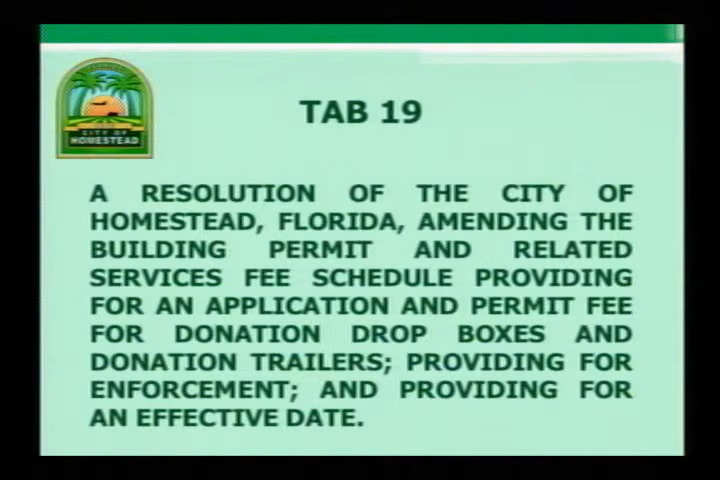 TAB 19
CITY OF
HOMESTEAD
A RESOLUTION OF THE CITY OF
HOMESTEAD, FLORIDA, AMENDING THE
BUILDING PERMIT AND RELATED
SERVICES FEE SCHEDULE PROVIDING
FOR AN APPLICATION AND PERMIT FEE
FOR DONATION DROP BOXES AND
DONATION TRAILERS; PROVIDING FOR
ENFORCEMENT; AND PROVIDING FOR
AN EFFECTIVE DATE.